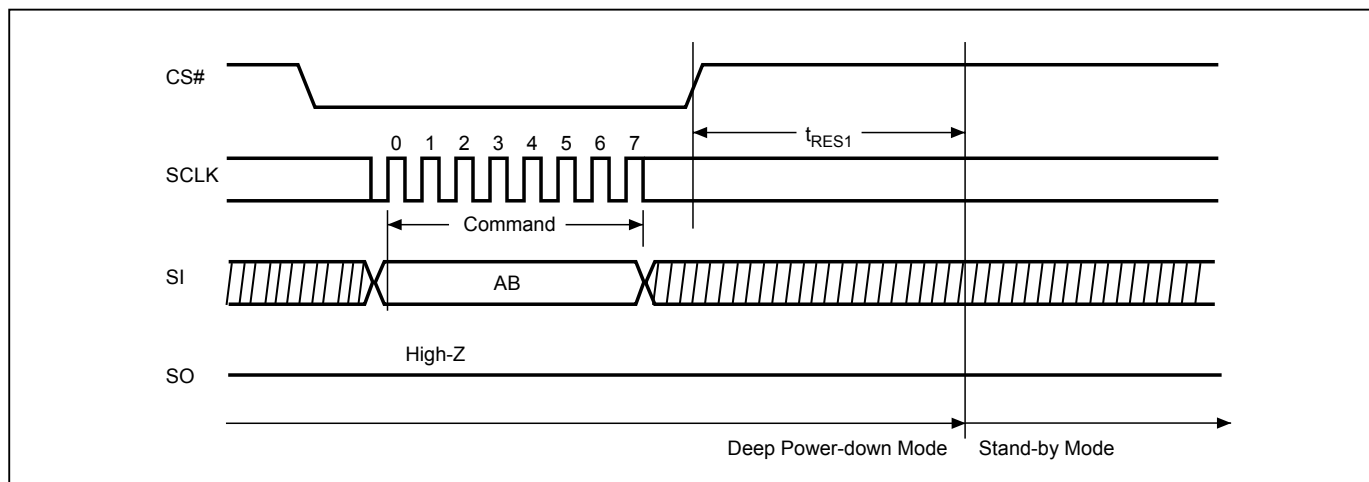 CS#
tRES1
0 1 2 3 4 5 6 7
SCLK
Command
SI
AB
High-Z
SO
Deep Power-down Mode
Stand-by Mode